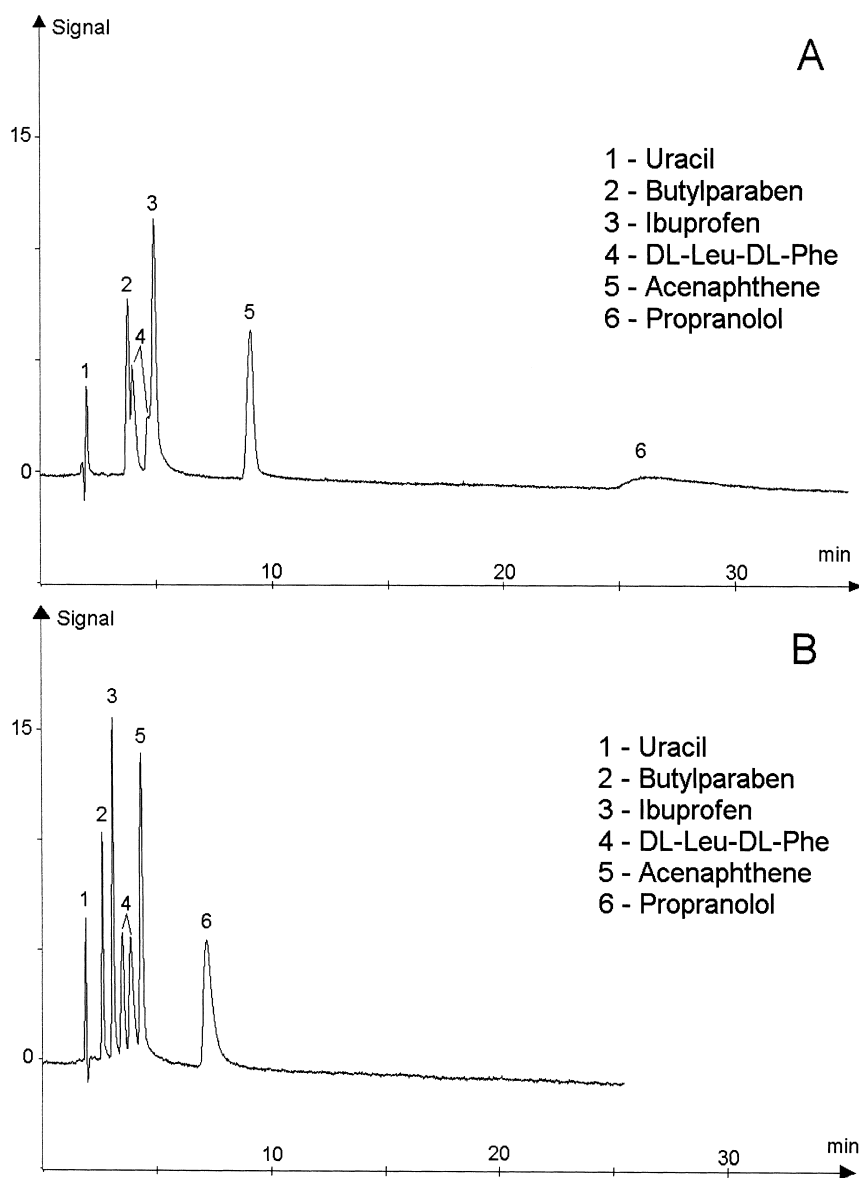 Signal
A
15
1 - Uracil
2 - Butylparaben
3 - Ibuprofen
4 - DL-Leu-DL-Phe
5 - Acenaphthene
6 - Propranolol
3
2
5
4
1
6
0
min
10
20
30
Signal
B
3
15
5
1 - Uracil
2 - Butylparaben
3 - Ibuprofen
4 - DL-Leu-DL-Phe
5 - Acenaphthene
6 - Propranolol
2
1
4
6
0
min
10
20
30